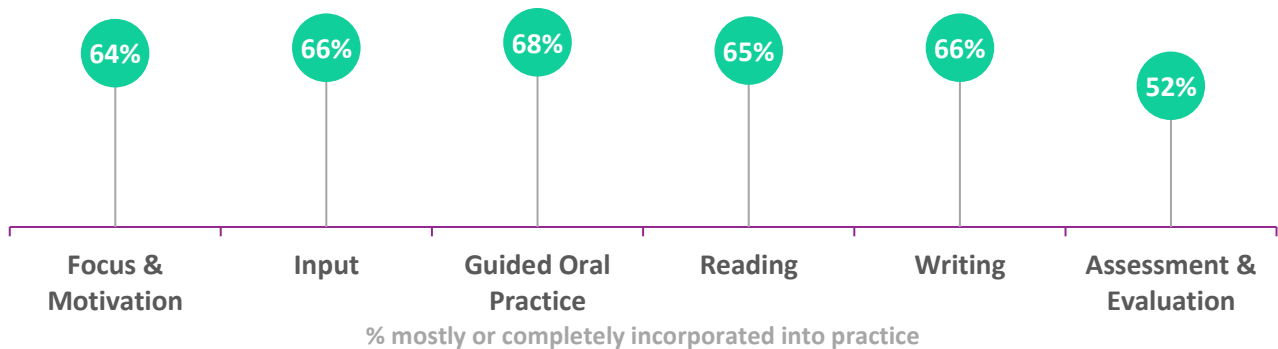 64%
66%
68%
65%
66%
52%
Focus &
Motivation
Input
Guided Oral
Practice
Reading
Writing
Assessment &
Evaluation
% mostly or completely incorporated into practice